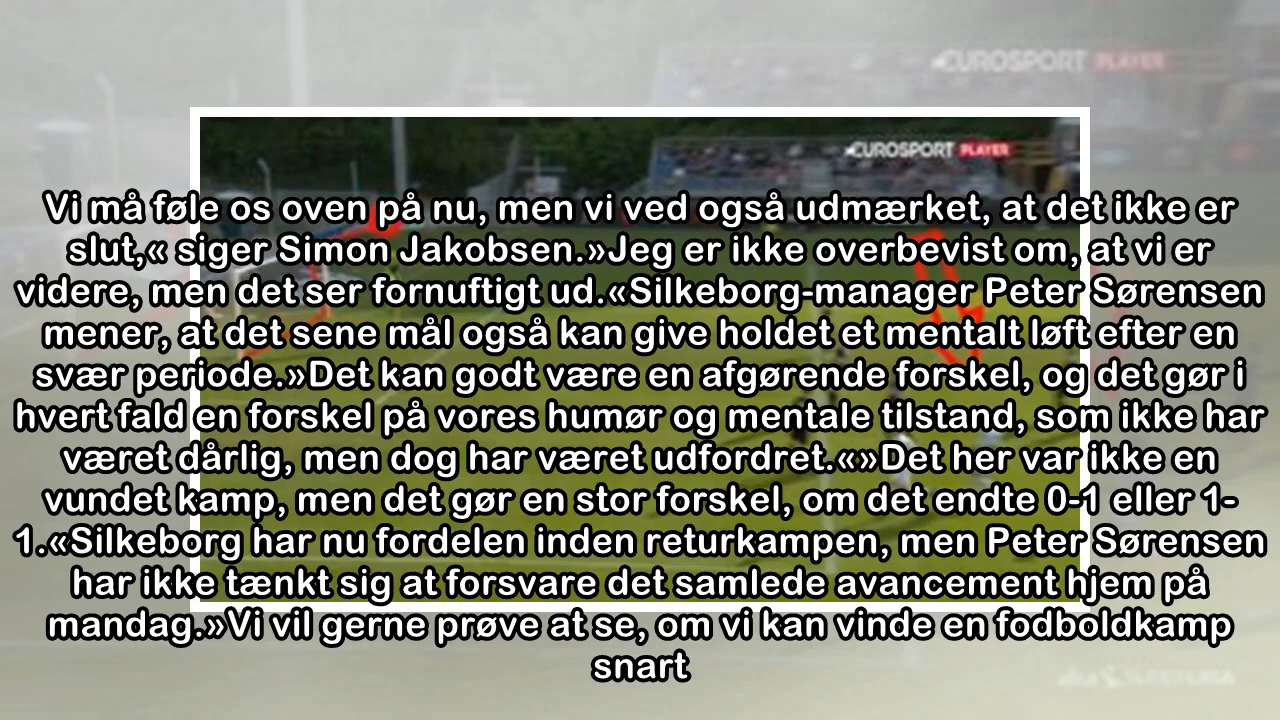 EUROSPORT PLAYER
EUROSPORT PLAYER
Vi må føle os oven på nu, men vi ved også udmærket, at det ikke er
slut,« siger Simon Jakobsen.»Jeg er ikke overbevist om, at vi er
videre, men det ser fornuftigt ud.«Silkeborg-manager Peter Sørensen
mener, at det sene mål også kan give holdet et mentalt løft efter en
svær periode.»Det kan godt være en afgørende forskel, og det gør i
hvert fald en forskel på vores humør og mentale tilstand, som ikke har
været dårlig, men dog har været udfordret.«»Det her var ikke en
vundet kamp, men det gør en stor forskel, om det endte 0-1 eller 1-
1.«Silkeborg har nu fordelen inden returkampen, men Peter Sørensen
har ikke tænkt sig at forsvare det samlede avancement hjem på
mandag.»Vi vil gerne prøve at se, om vi kan vinde en fodboldkamp
snart